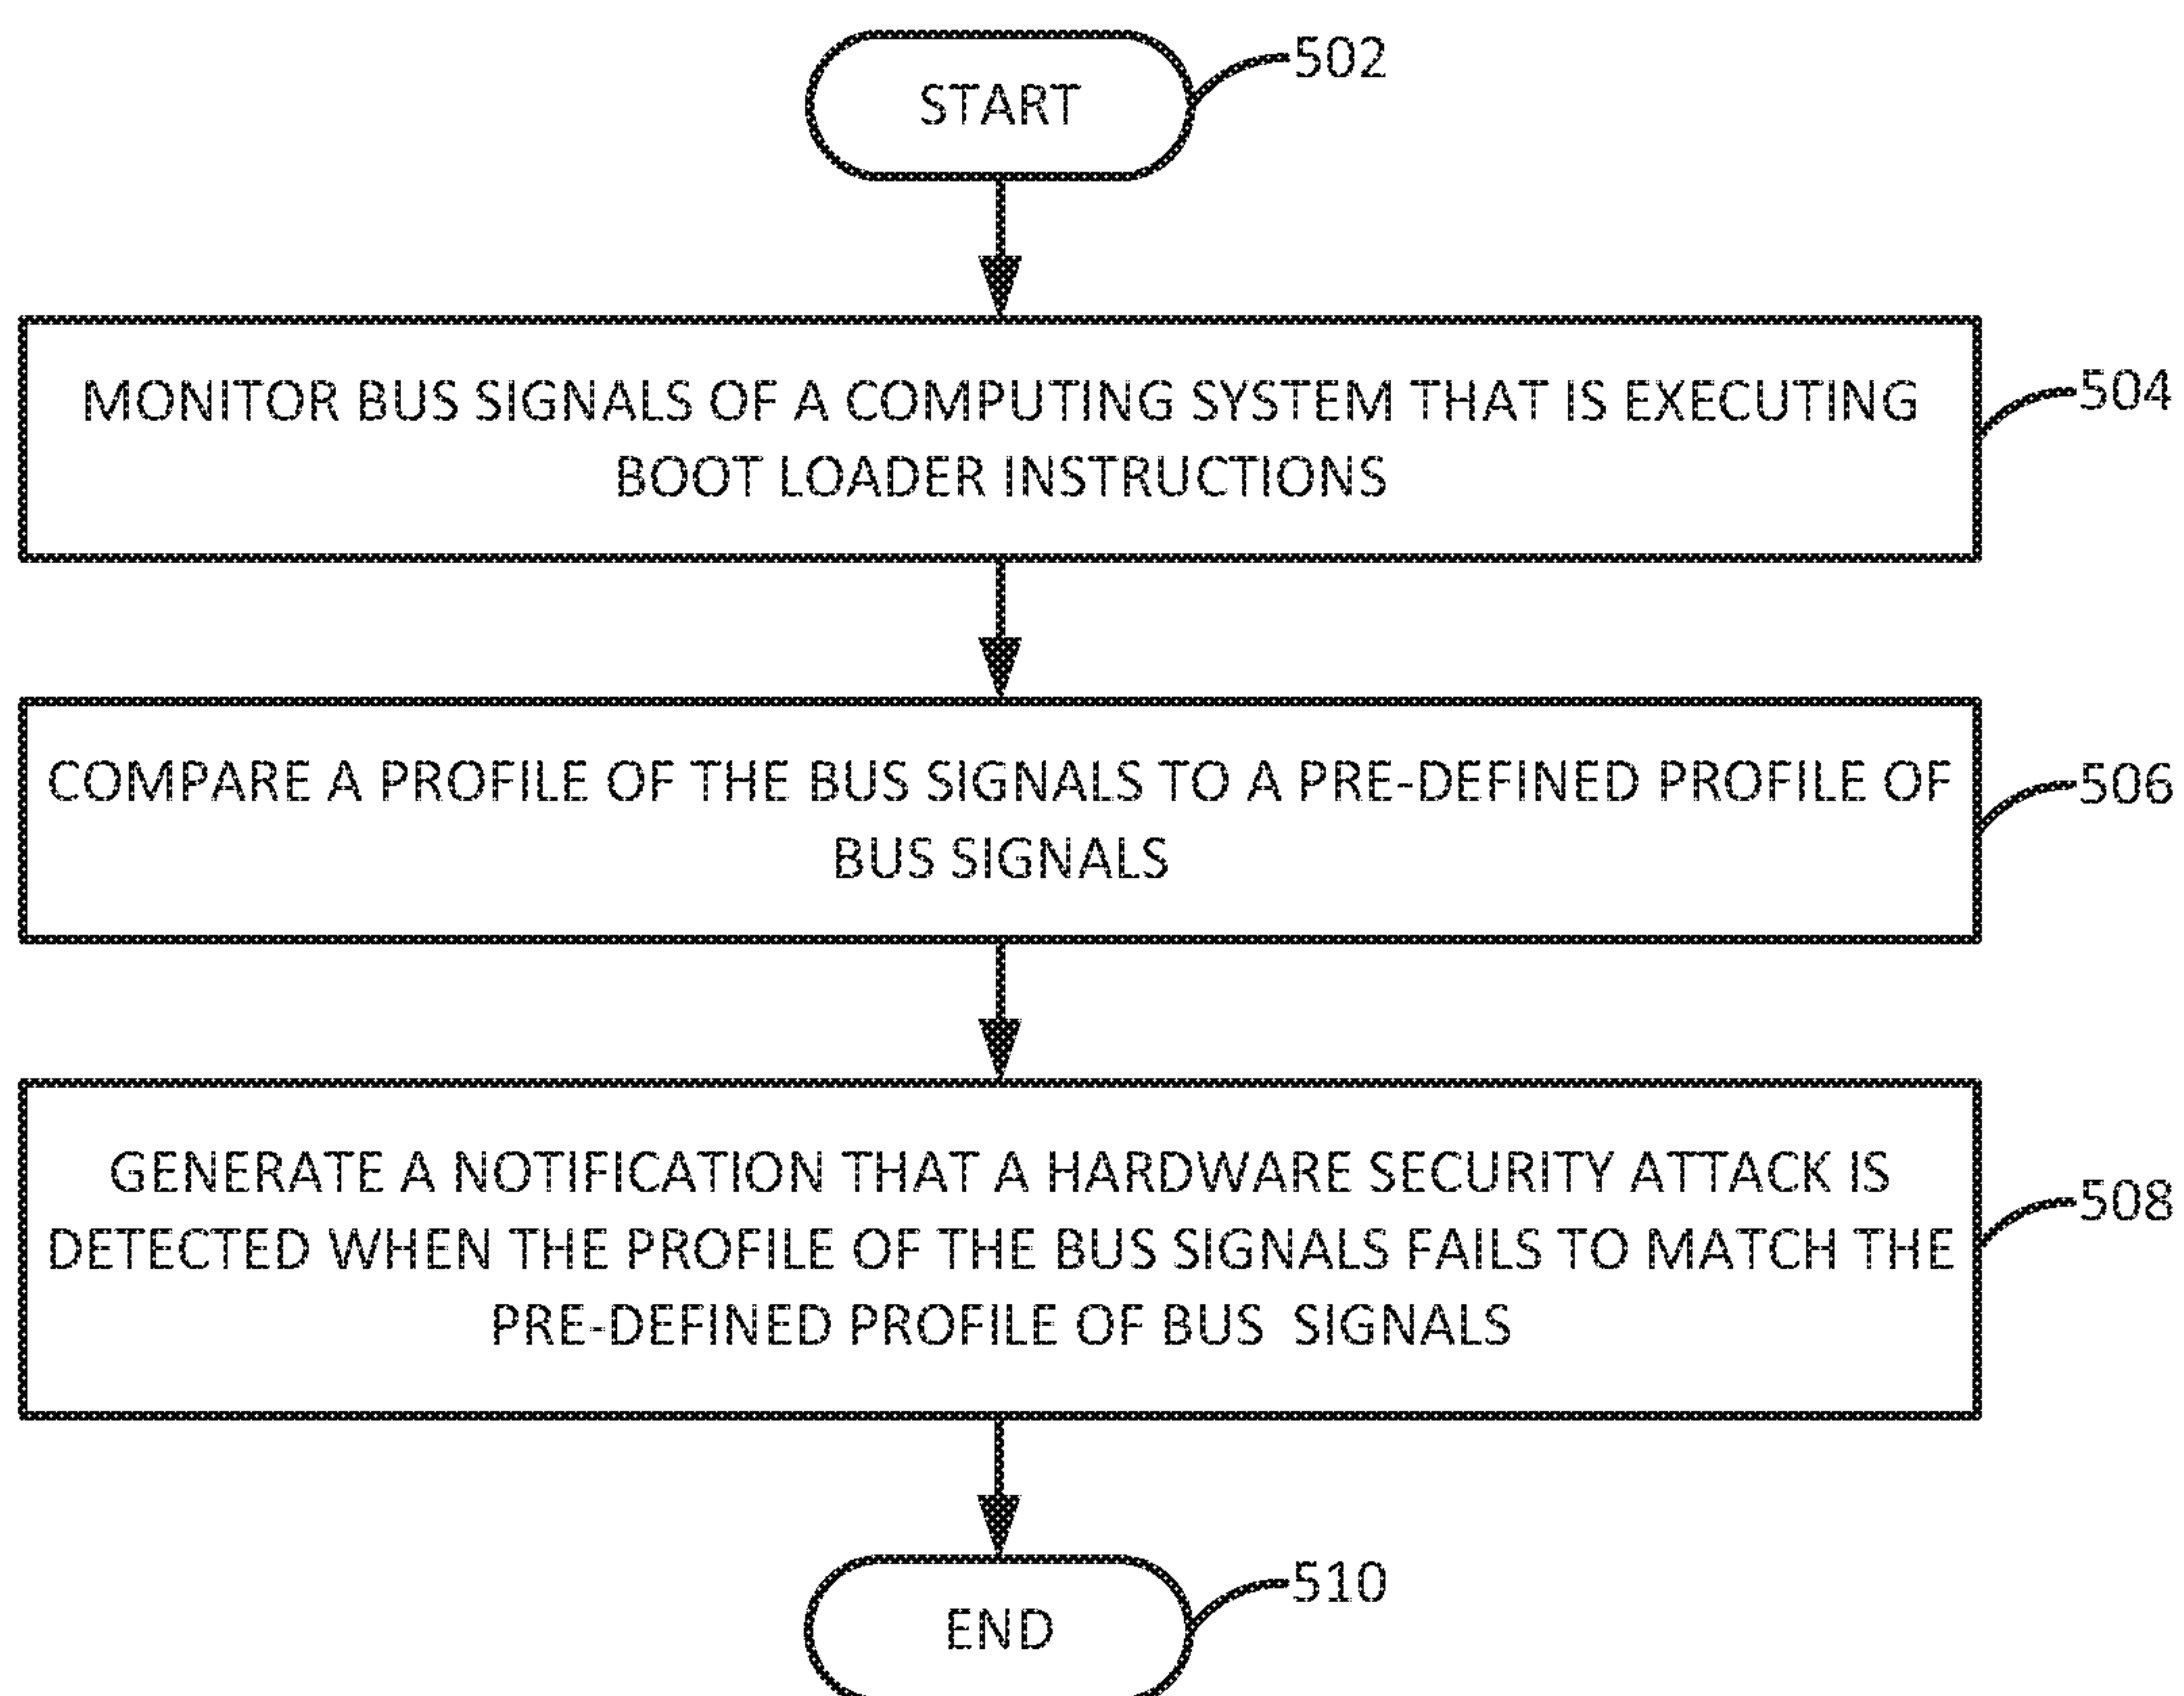 START
502
MONITOR BUS SIGNALS OF A COMPUTING SYSTEM THAT IS EXECUTING
BOOT LOADER INSTRUCTIONS
504
COMPARE A PROFILE OF THE BUS SIGNALS TO A PRE-DEFINED PROFILE OF
BUS SIGNALS
506
GENERATE A NOTIFICATION THAT A HARDWARE SECURITY ATTACK IS
DETECTED WHEN THE PROFILE OF THE BUS SIGNALS FAILS TO MATCH THE
PRE-DEFINED PROFILE OF BUS SIGNALS
508
END
510